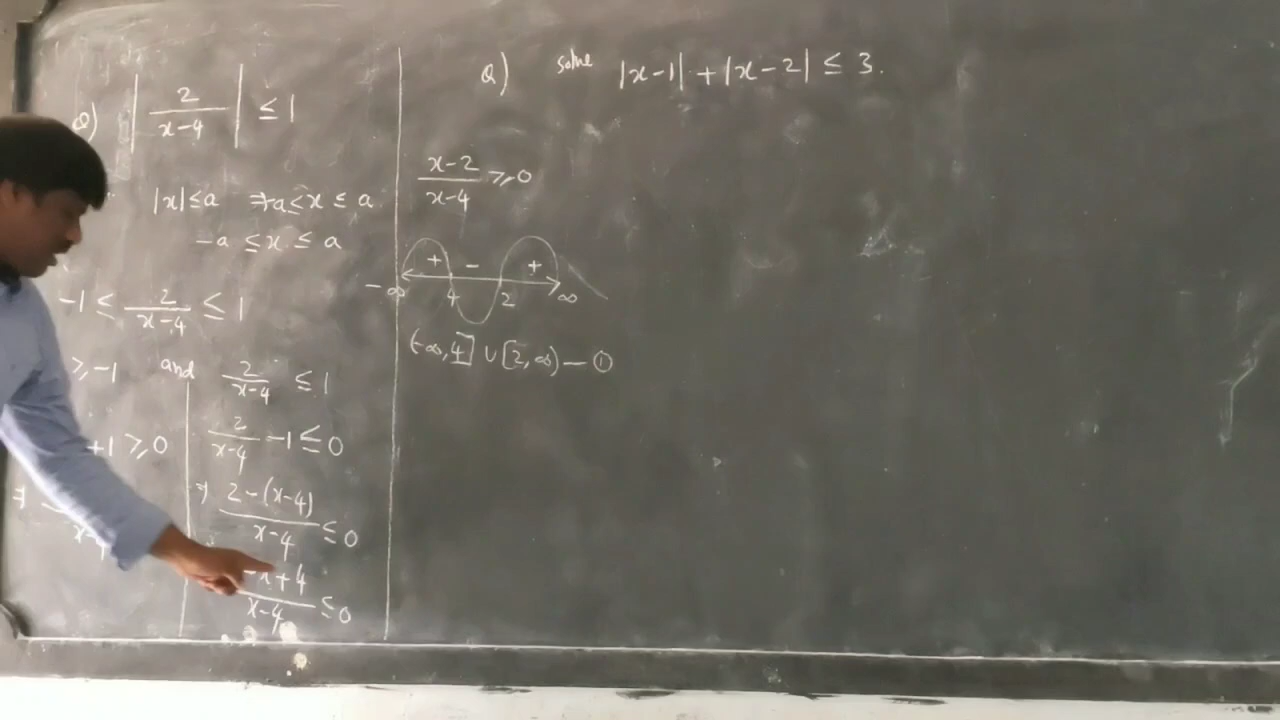 Q) |2/(x-4)| ≤ 1
|x| ≤ a ⇒ -a ≤ x ≤ a.
-a ≤ x ≤ a
-1 ≤ 2/(x-4) ≤ 1
≥ -1 and 2/(x-4) ≤ 1
+1 ≥ 0
2/(x-4) -1 ≤ 0
⇒ (2-(x-4))/(x-4) ≤ 0
⇒ x-4
-x+4/(x-4) ≤ 0
x-2/(x-4) ≥ 0
+ - +
-∞ 4 2 ∞
(-∞, 4] ∪ [2, ∞) — ①
Q) solve |x-1| + |x-2| ≤ 3.